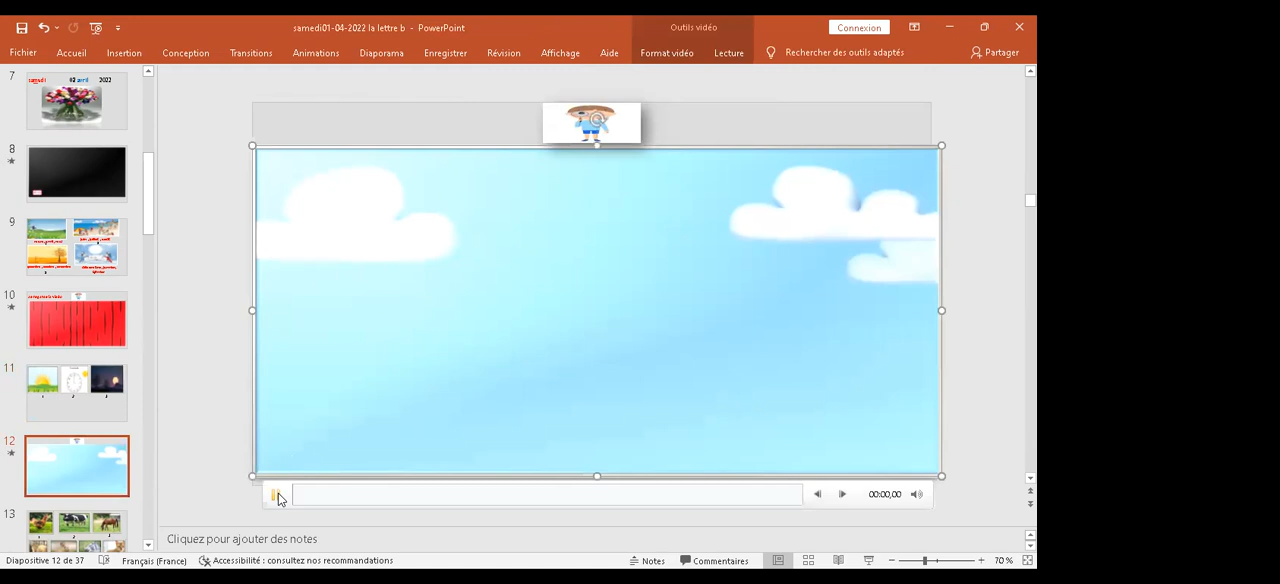 samedi01-04-2022 la lettre b - PowerPoint
Outils vidéo
Connexion
Fichier Accueil Insertion Conception Transitions Animations Diaporama Enregistrer Révision Affichage Aide Format vidéo Lecture Rechercher des outils adaptés Partager
7
samedi 02 avril 2022
8
9
10
11
12
13
00:00,00
Cliquez pour ajouter des notes
Diapositive 12 de 37 Français (France) Accessibilité : consultez nos recommandations Notes Commentaires 70 %